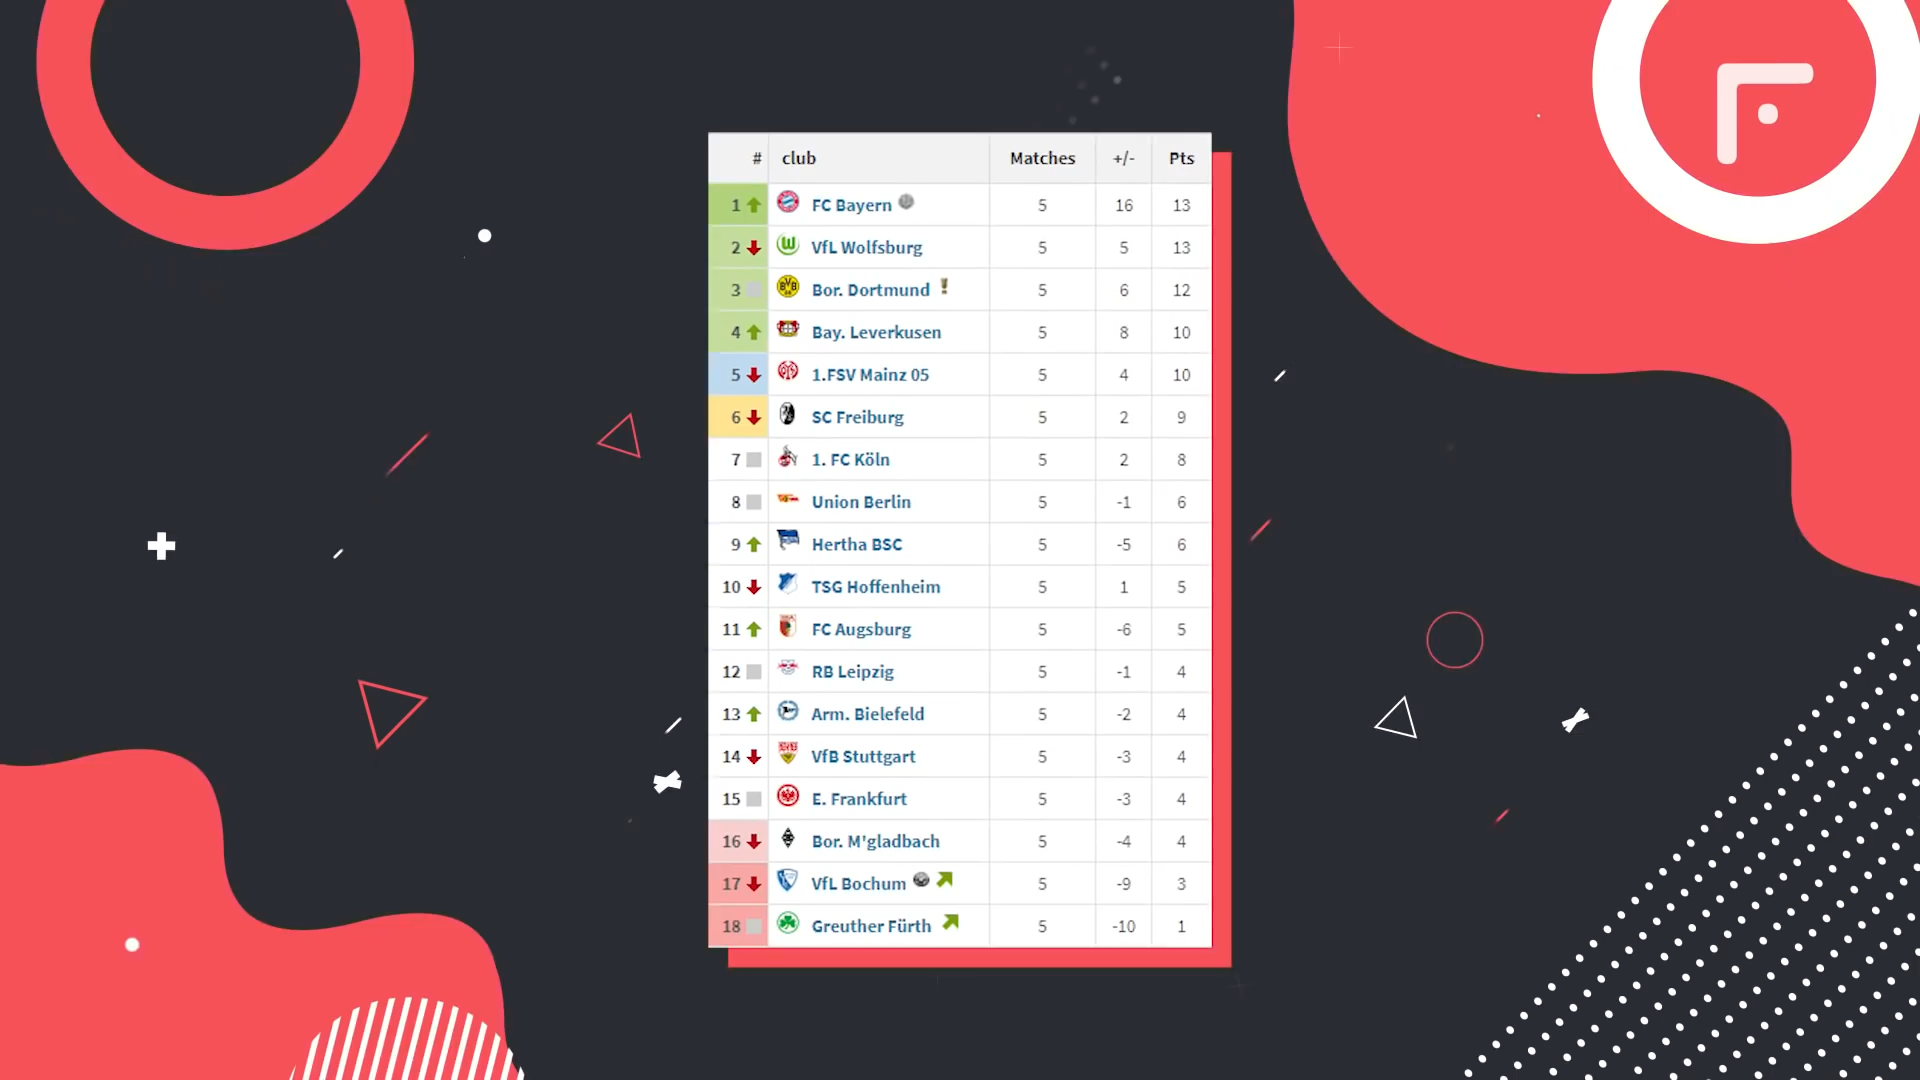 # club Matches +/- Pts
1 FC Bayern 5 16 13
2 VfL Wolfsburg 5 5 13
3 Bor. Dortmund 5 6 12
4 Bay. Leverkusen 5 8 10
5 1.FSV Mainz 05 5 4 10
6 SC Freiburg 5 2 9
7 1. FC Köln 5 2 8
8 Union Berlin 5 -1 6
9 Hertha BSC 5 -5 6
10 TSG Hoffenheim 5 1 5
11 FC Augsburg 5 -6 5
12 RB Leipzig 5 -1 4
13 Arm. Bielefeld 5 -2 4
14 VfB Stuttgart 5 -3 4
15 E. Frankfurt 5 -3 4
16 Bor. M'gladbach 5 -4 4
17 VfL Bochum 5 -9 3
18 Greuther Fürth 5 -10 1